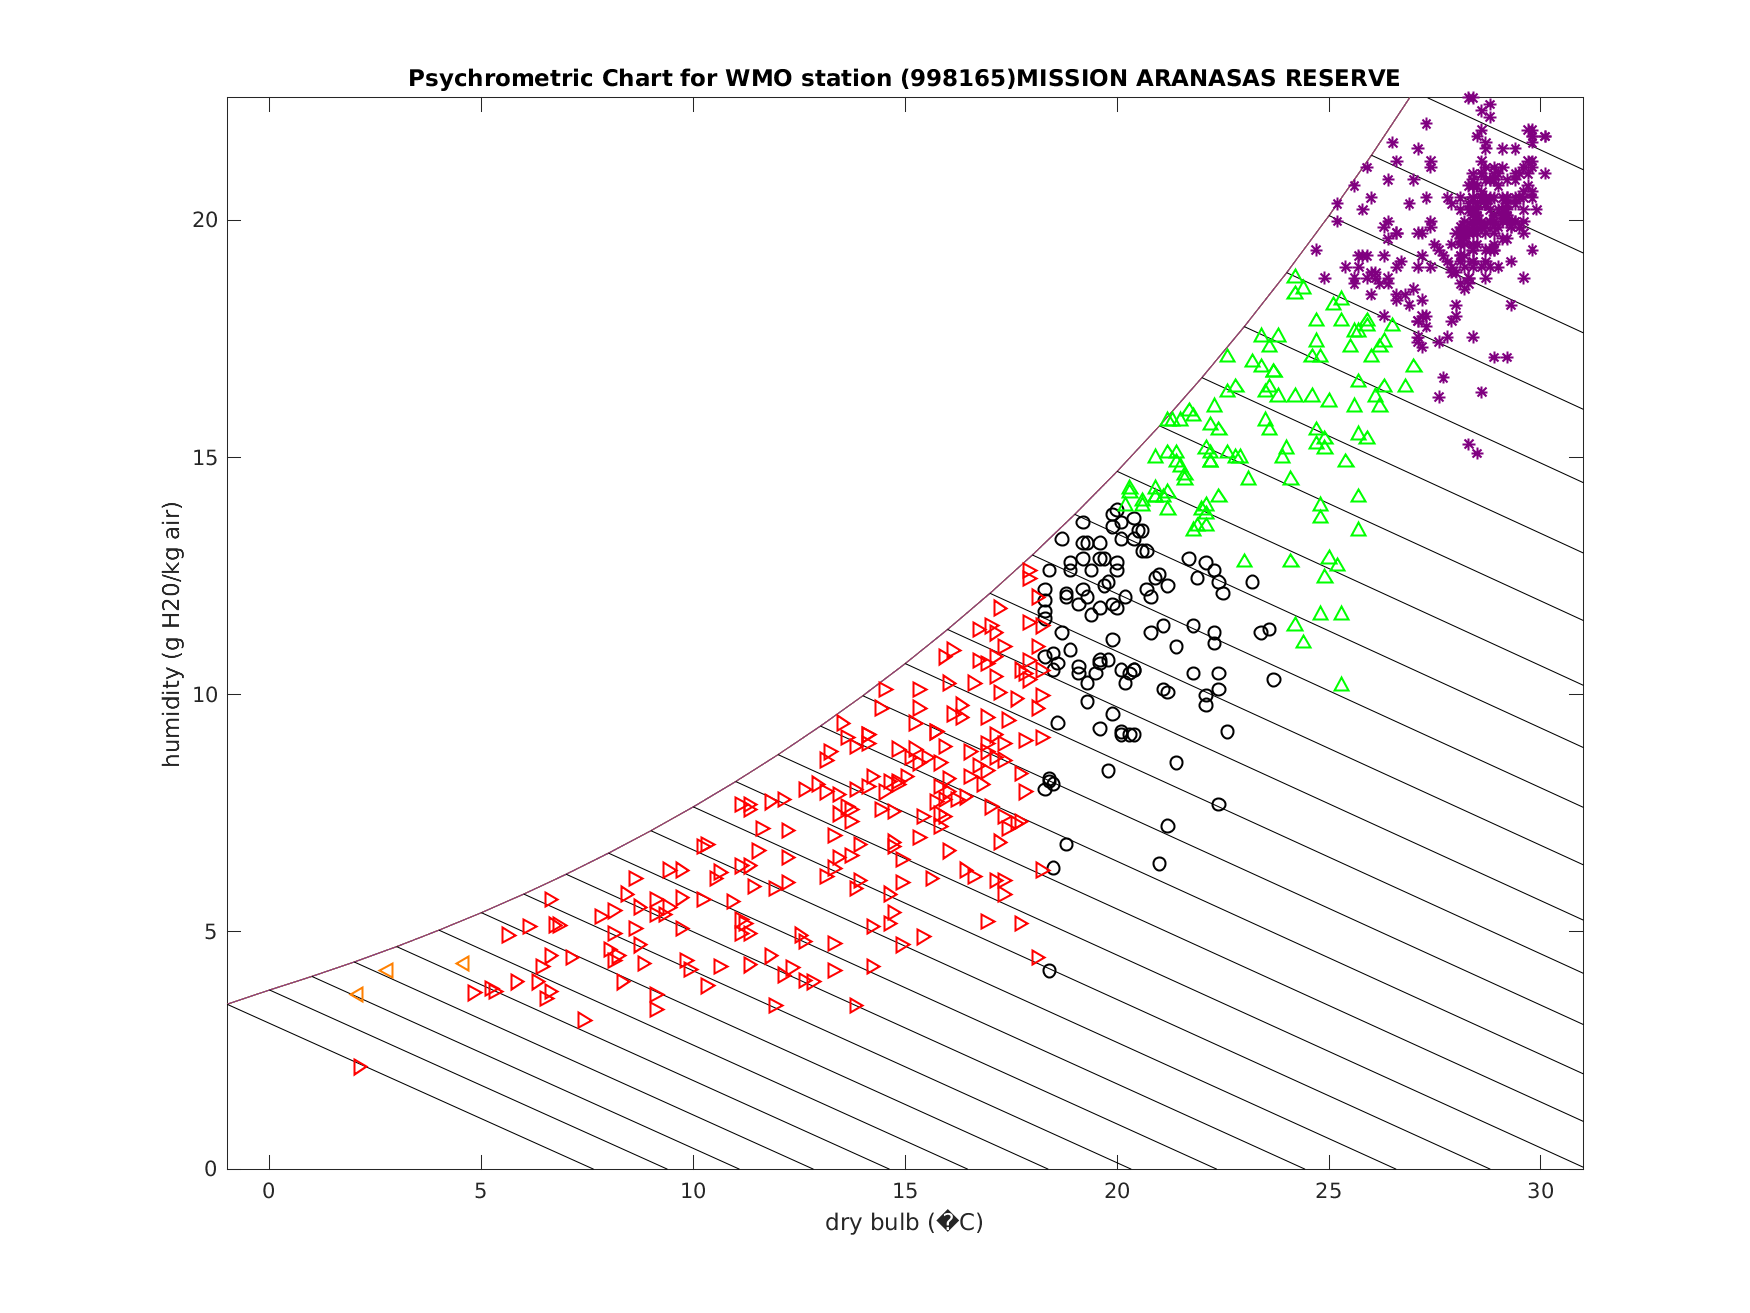 Psychrometric Chart for WMO station (998165)MISSION ARANASAS RESERVE
humidity (g H20/kg air)
20
15
10
5
0
0 5 10 15 20 25 30
dry bulb (�C)